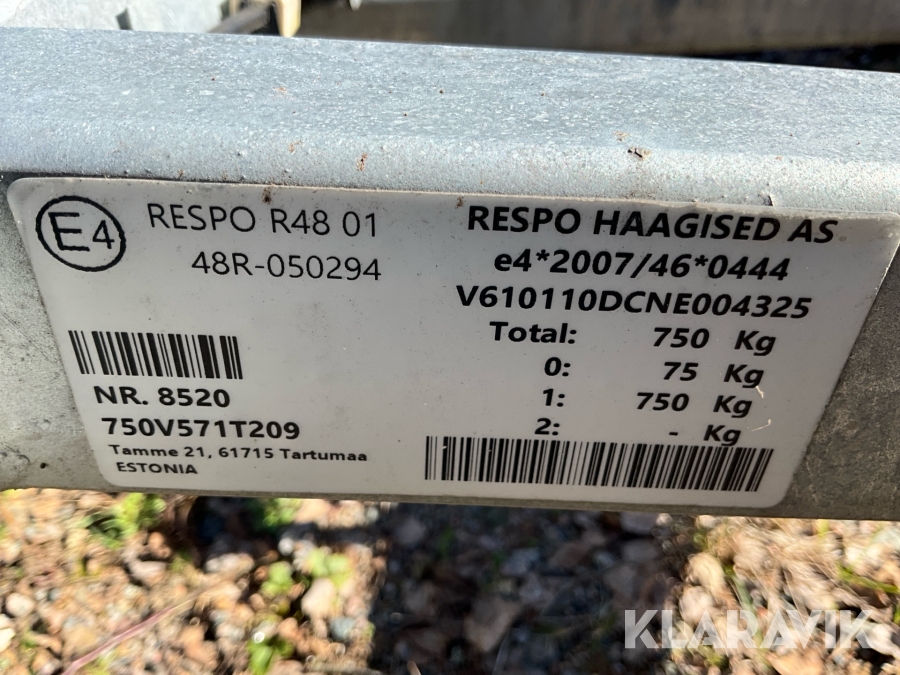 E4
RESPO R48 01
48R-050294
NR. 8520
750V571T209
Tamme 21, 61715 Tartumaa
ESTONIA
RESPO HAAGISED AS
e4*2007/46*0444
V610110DCNE004325
Total: 750 Kg
0: 75 Kg
1: 750 Kg
2: - Kg
KLARAVIK